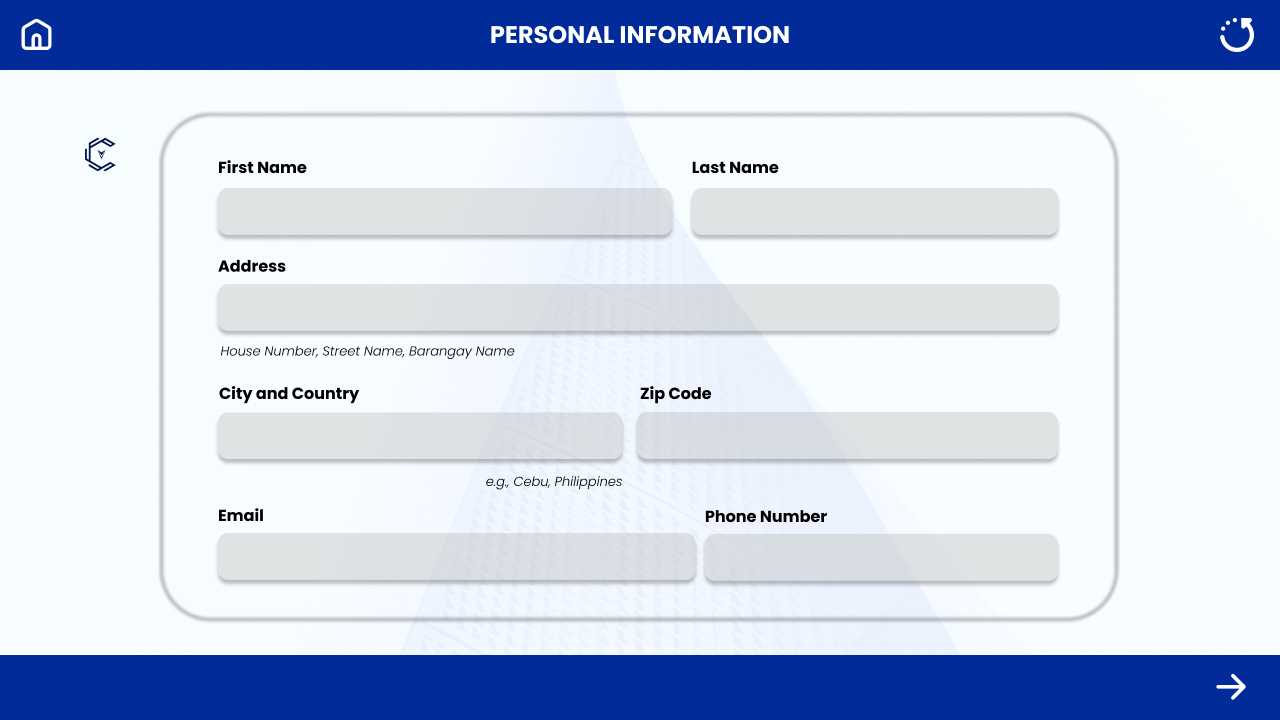 PERSONAL INFORMATION
First Name
Last Name
Address
House Number, Street Name, Barangay Name
City and Country
Zip Code
e.g., Cebu, Philippines
Email
Phone Number